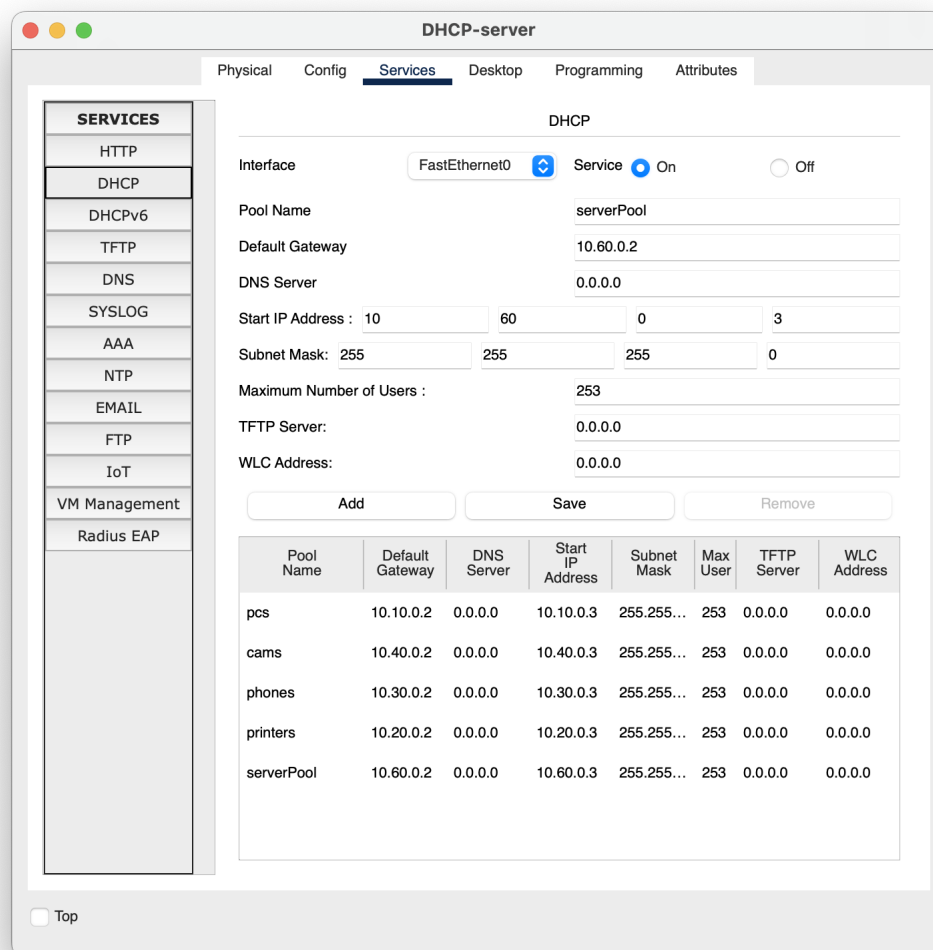 DHCP-server
Physical Config Services Desktop Programming Attributes
SERVICES
HTTP
DHCP
DHCPv6
TFTP
DNS
SYSLOG
AAA
NTP
EMAIL
FTP
IoT
VM Management
Radius EAP
DHCP
Interface FastEthernet0 Service On Off
Pool Name serverPool
Default Gateway 10.60.0.2
DNS Server 0.0.0.0
Start IP Address : 10 60 0 3
Subnet Mask: 255 255 255 0
Maximum Number of Users : 253
TFTP Server: 0.0.0.0
WLC Address: 0.0.0.0
Add Save Remove
Pool Name Default Gateway DNS Server Start IP Address Subnet Mask Max User TFTP Server WLC Address
pcs 10.10.0.2 0.0.0.0 10.10.0.3 255.255... 253 0.0.0.0 0.0.0.0
cams 10.40.0.2 0.0.0.0 10.40.0.3 255.255... 253 0.0.0.0 0.0.0.0
phones 10.30.0.2 0.0.0.0 10.30.0.3 255.255... 253 0.0.0.0 0.0.0.0
printers 10.20.0.2 0.0.0.0 10.20.0.3 255.255... 253 0.0.0.0 0.0.0.0
serverPool 10.60.0.2 0.0.0.0 10.60.0.3 255.255... 253 0.0.0.0 0.0.0.0
Top